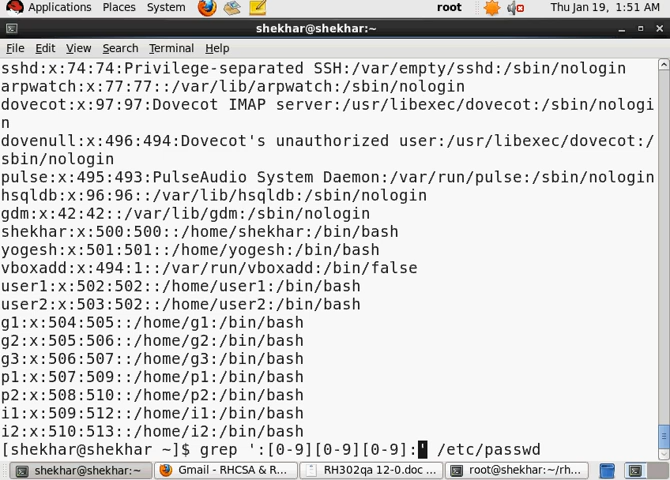 Applications Places System root Thu Jan 19, 1:51 AM
shekhar@shekhar:~
File Edit View Search Terminal Help
sshd:x:74:74:Privilege-separated SSH:/var/empty/sshd:/sbin/nologin
arpwatch:x:77:77::/var/lib/arpwatch:/sbin/nologin
dovecot:x:97:97:Dovecot IMAP server:/usr/libexec/dovecot:/sbin/nologi
n
dovenull:x:496:494:Dovecot's unauthorized user:/usr/libexec/dovecot:/
sbin/nologin
pulse:x:495:493:PulseAudio System Daemon:/var/run/pulse:/sbin/nologin
hsqldb:x:96:96::/var/lib/hsqldb:/sbin/nologin
gdm:x:42:42::/var/lib/gdm:/sbin/nologin
shekhar:x:500:500::/home/shekhar:/bin/bash
yogesh:x:501:501::/home/yogesh:/bin/bash
vboxadd:x:494:1::/var/run/vboxadd:/bin/false
user1:x:502:502::/home/user1:/bin/bash
user2:x:503:502::/home/user2:/bin/bash
g1:x:504:505::/home/g1:/bin/bash
g2:x:505:506::/home/g2:/bin/bash
g3:x:506:507::/home/g3:/bin/bash
p1:x:507:509::/home/p1:/bin/bash
p2:x:508:510::/home/p2:/bin/bash
i1:x:509:512::/home/i1:/bin/bash
i2:x:510:513::/home/i2:/bin/bash
[shekhar@shekhar ~]$ grep ':[0-9][0-9][0-9]:' /etc/passwd
shekhar@shekhar:~ Gmail - RHCSA & R... RH302qa 12-0.doc ... root@shekhar:~/rh...